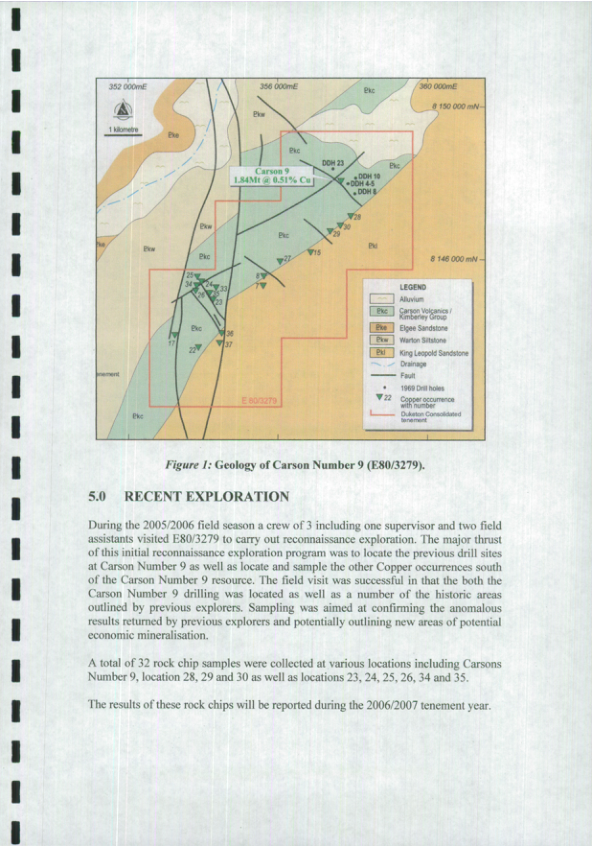 352 000mE
356 000mE
360 000mE
8 150 000 mN
1 kilometre
Carson 9
1.84Mt @ 0.51% Cu
DDH 23
DDH 16
DDH 4-5
DDH 8
28
30
29
18
27
8
7
25
34
24
33
26
23
36
37
22
17
8 146 000 mN
E 80/3279
LEGEND
Alluvium
Carson Volcanics /
Kimberley Group
Elgee Sandstone
Warton Siltstone
King Leopold Sandstone
Drainage
Fault
1969 Drill holes
22 Copper occurrence
with number
Duketon Consolidated
tenement
Figure 1: Geology of Carson Number 9 (E80/3279).
5.0 RECENT EXPLORATION
During the 2005/2006 field season a crew of 3 including one supervisor and two field
assistants visited E80/3279 to carry out reconnaissance exploration. The major thrust
of this initial reconnaissance exploration program was to locate the previous drill sites
at Carson Number 9 as well as locate and sample the other Copper occurrences south
of the Carson Number 9 resource. The field visit was successful in that the both the
Carson Number 9 drilling was located as well as a number of the historic areas
outlined by previous explorers. Sampling was aimed at confirming the anomalous
results returned by previous explorers and potentially outlining new areas of potential
economic mineralisation.
A total of 32 rock chip samples were collected at various locations including Carsons
Number 9, location 28, 29 and 30 as well as locations 23, 24, 25, 26, 34 and 35.
The results of these rock chips will be reported during the 2006/2007 tenement year.